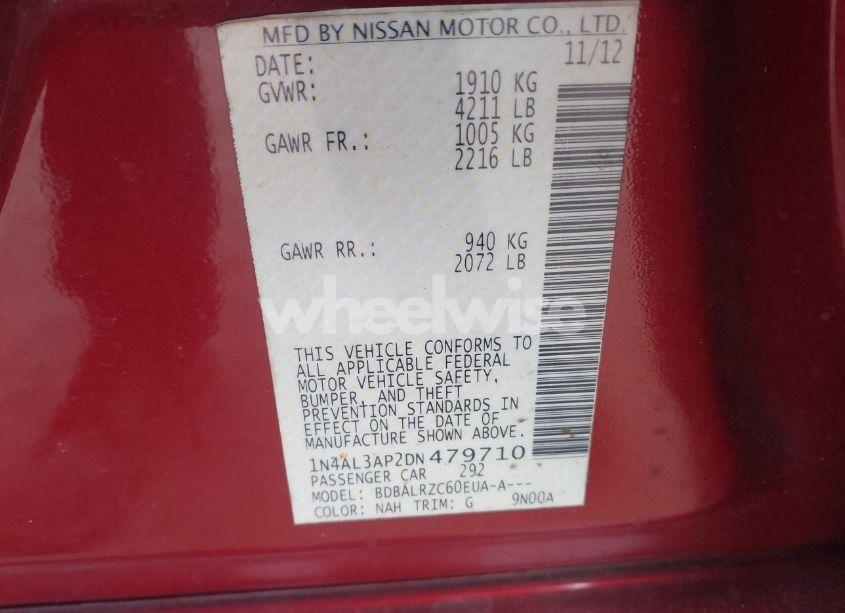 MFD BY NISSAN MOTOR CO., LTD.
DATE: 11/12
GVWR: 1910 KG
4211 LB
GAWR FR.: 1005 KG
2216 LB
GAWR RR.: 940 KG
2072 LB
wheelwise
THIS VEHICLE CONFORMS TO
ALL APPLICABLE FEDERAL
MOTOR VEHICLE SAFETY,
BUMPER, AND THEFT
PREVENTION STANDARDS IN
EFFECT ON THE DATE OF
MANUFACTURE SHOWN ABOVE.
1N4AL3AP2DN479710
PASSENGER CAR 292
MODEL: BDBALRZC60EUA-A---
COLOR: NAH TRIM: G 9N00A